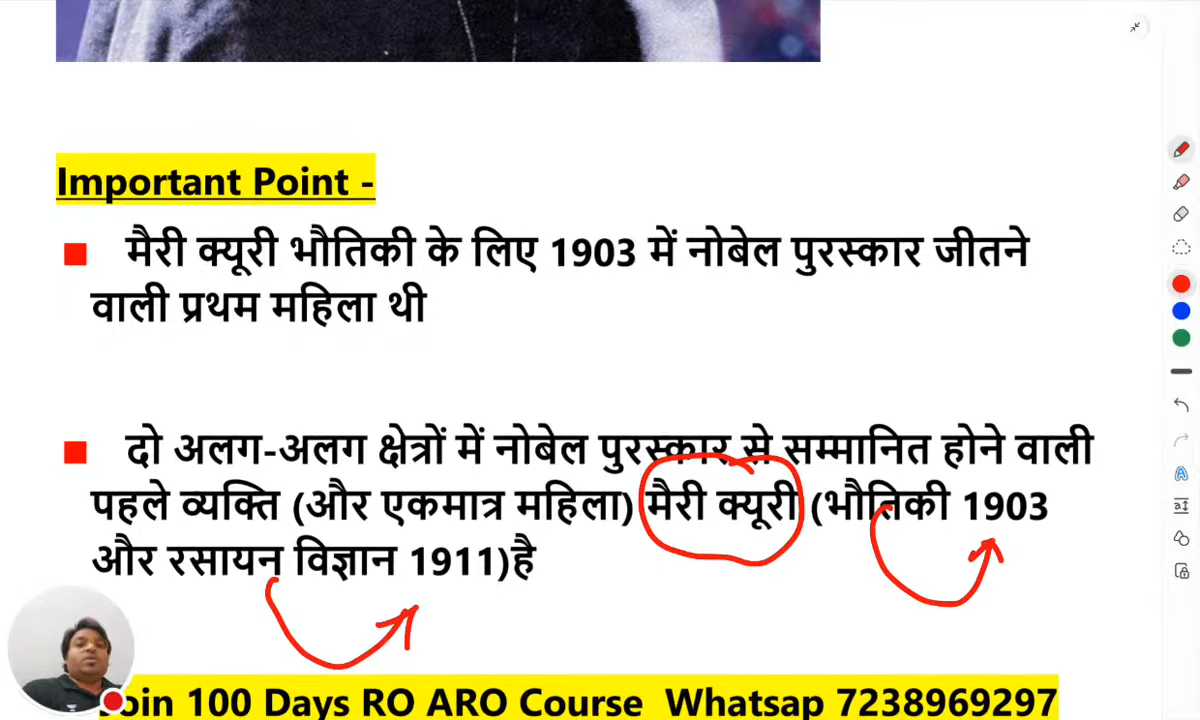 Important Point -
■ मैरी क्यूरी भौतिकी के लिए 1903 में नोबेल पुरस्कार जीतने
वाली प्रथम महिला थी
■ दो अलग-अलग क्षेत्रों में नोबेल पुरस्कार से सम्मानित होने वाली
पहले व्यक्ति (और एकमात्र महिला) मैरी क्यूरी (भौतिकी 1903
और रसायन विज्ञान 1911)है
Join 100 Days RO ARO Course Whatsap 7238969297